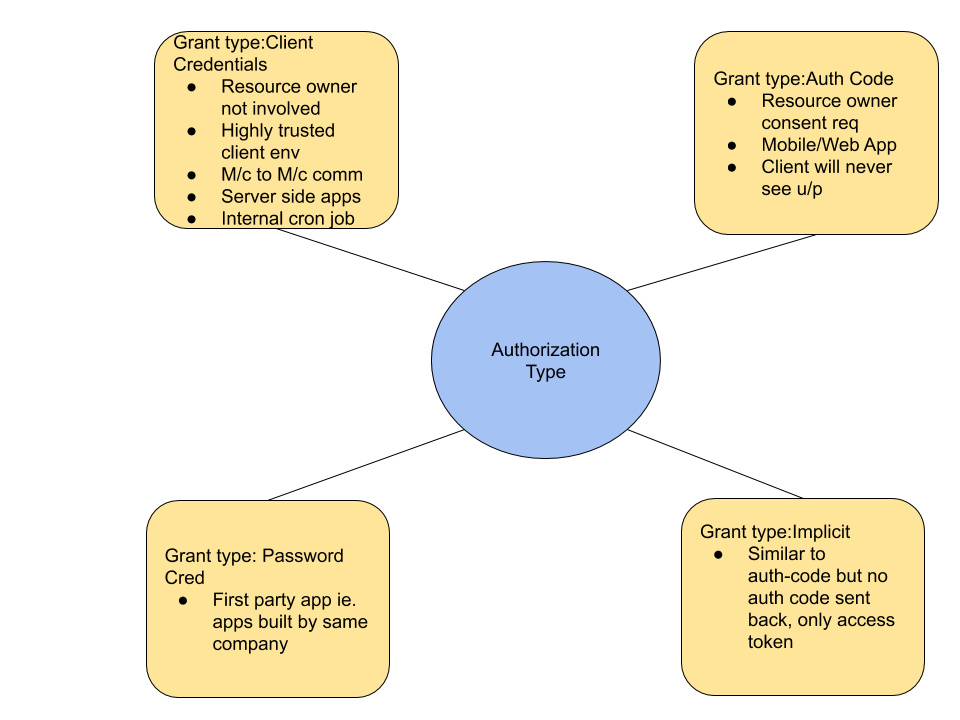 Grant type:Client
Credentials
● Resource owner
not involved
● Highly trusted
client env
● M/c to M/c comm
● Server side apps
● Internal cron job
Grant type:Auth Code
● Resource owner
consent req
● Mobile/Web App
● Client will never
see u/p
Authorization
Type
Grant type: Password
Cred
● First party app ie.
apps built by same
company
Grant type:Implicit
● Similar to
auth-code but no
auth code sent
back, only access
token